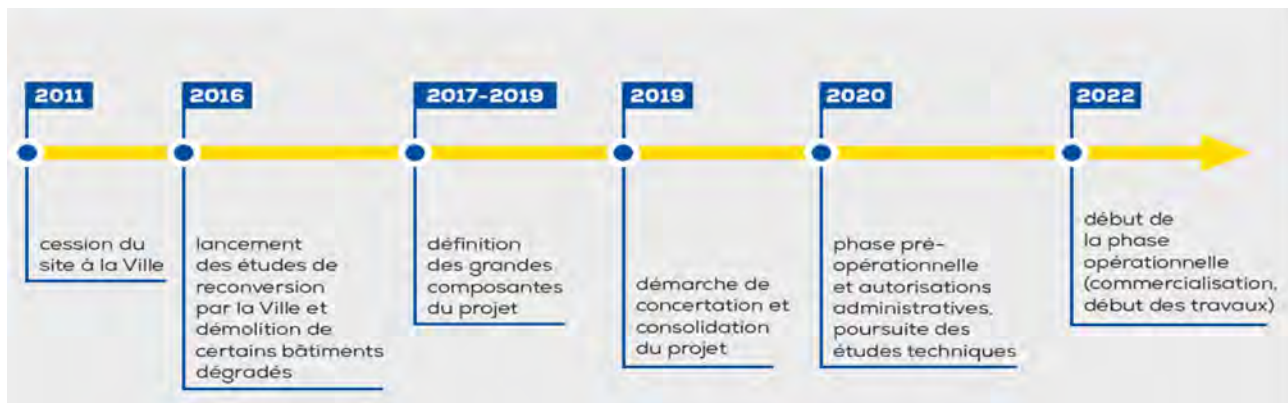 2011
cession du
site à la Ville
2016
lancement
des études de
reconversion
par la Ville et
démolition de
certains bâtiments
dégradés
2017-2019
définition
des grandes
composantes
du projet
2019
démarche de
concertation et
consolidation
du projet
2020
phase pré-
opérationnelle
et autorisations
administratives,
poursuite des
études techniques
2022
début de
la phase
opérationnelle
(commercialisation,
début des travaux)